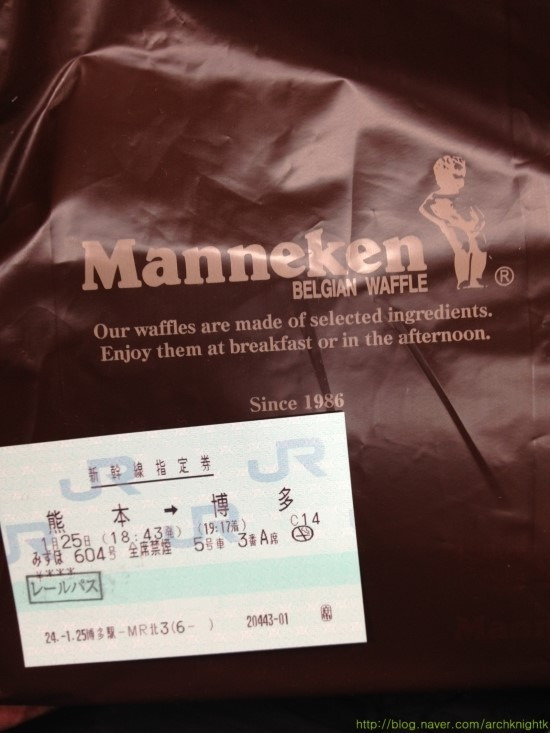 Manneken
BELGIAN WAFFLE ®
Our waffles are made of selected ingredients.
Enjoy them at breakfast or in the afternoon.
Since 1986
JR JR
新幹線指定券
熊本 → 博多
1月25日 (18:43発) (19:17着) C14
みずほ 604号 全席禁煙 5号車 3番A席
****
レールパス
24.-1.25博多駅-MR北3(6- ) 20443-01
http://blog.naver.com/archknightk